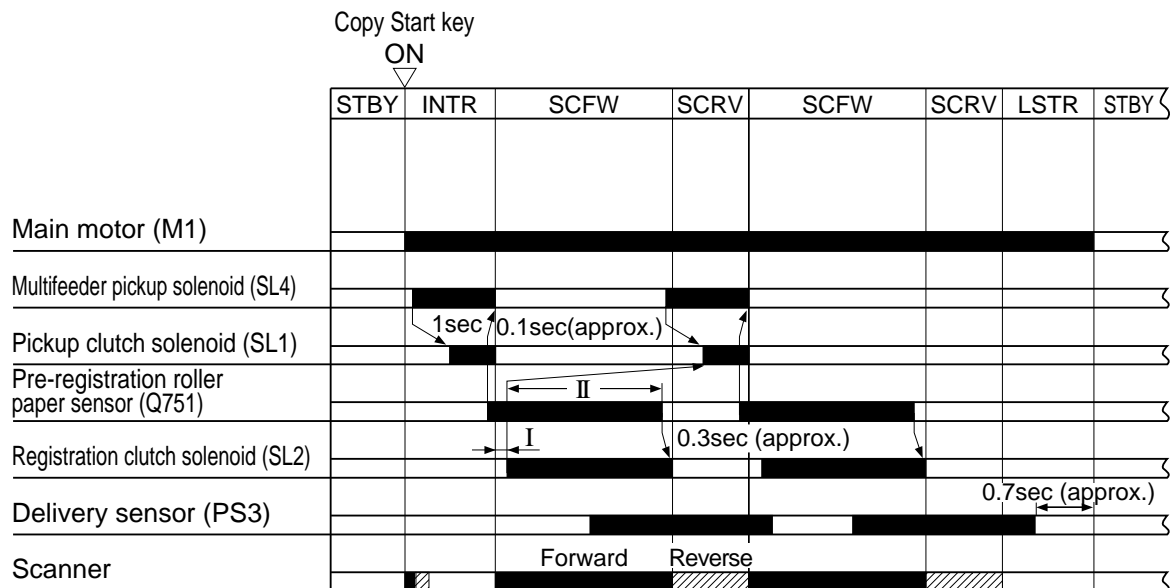 Copy Start key
ON
STBY INTR SCFW SCRV SCFW SCRV LSTR STBY
Main motor (M1)
Multifeeder pickup solenoid (SL4)
1sec 0.1sec(approx.)
Pickup clutch solenoid (SL1)
Pre-registration roller
paper sensor (Q751)
II
I 0.3sec (approx.)
Registration clutch solenoid (SL2)
0.7sec (approx.)
Delivery sensor (PS3)
Forward Reverse
Scanner